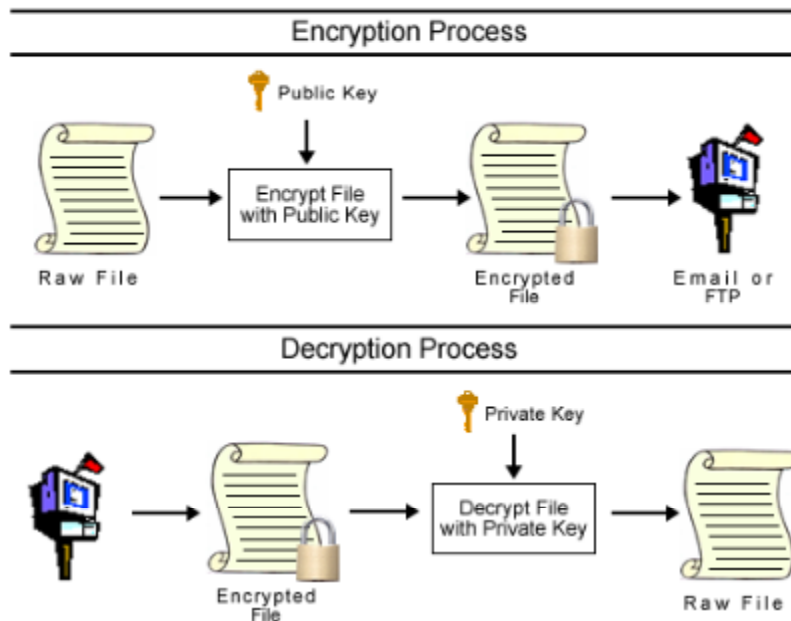 Encryption Process
Public Key
Encrypt File
with Public Key
Raw File
Encrypted
File
Email or
FTP
Decryption Process
Private Key
Decrypt File
with Private Key
Encrypted
File
Raw File